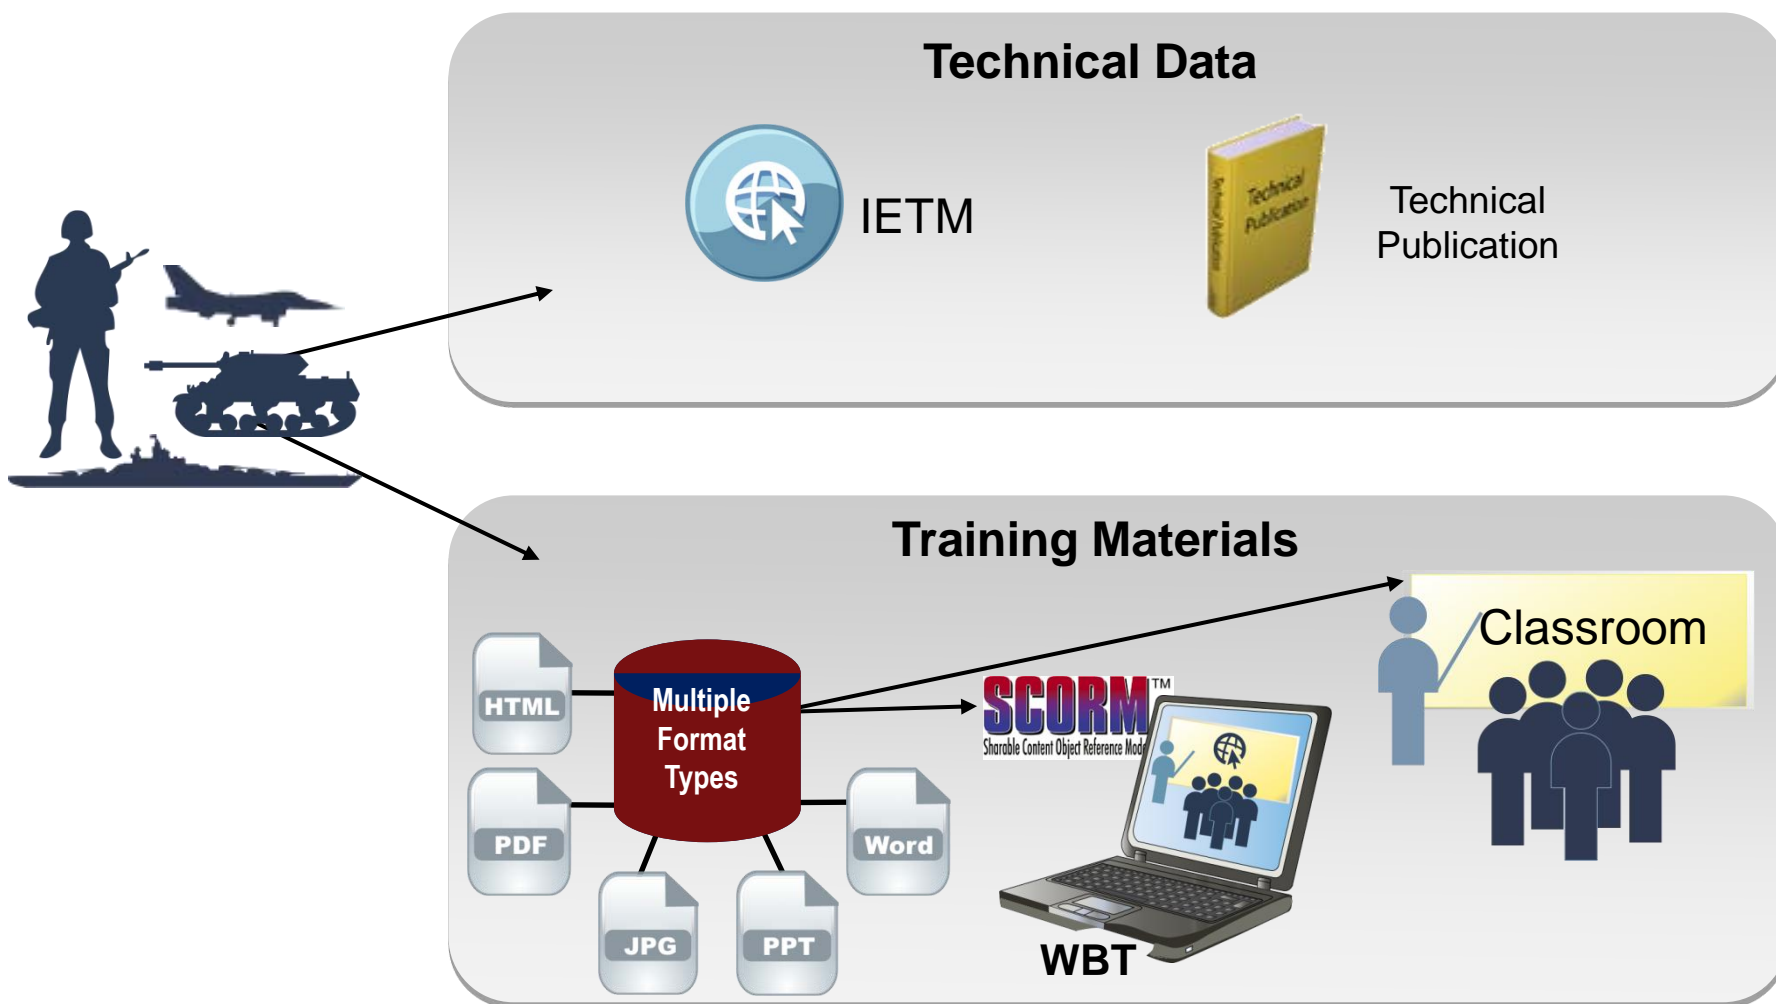 Technical Data
IETM
Technical
Publication
Technical
Publication
Training Materials
HTML
PDF
JPG
PPT
Word
Multiple
Format
Types
SCORM™
Sharable Content Object Reference Mode
WBT
Classroom